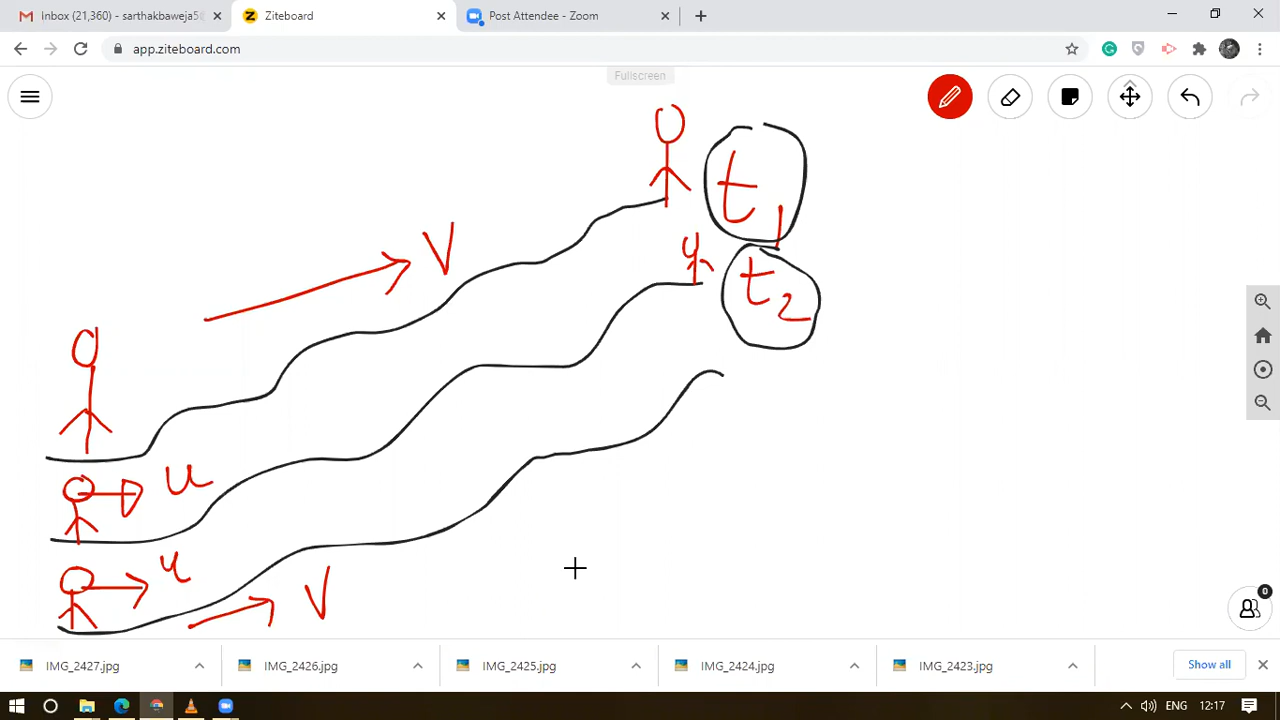 Inbox (21,360) - sarthakbaweja5
Ziteboard
Post Attendee - Zoom
app.ziteboard.com
Fullscreen
t1
V
t2
u
u
V
0
IMG_2427.jpg
IMG_2426.jpg
IMG_2425.jpg
IMG_2424.jpg
IMG_2423.jpg
Show all
ENG
12:17